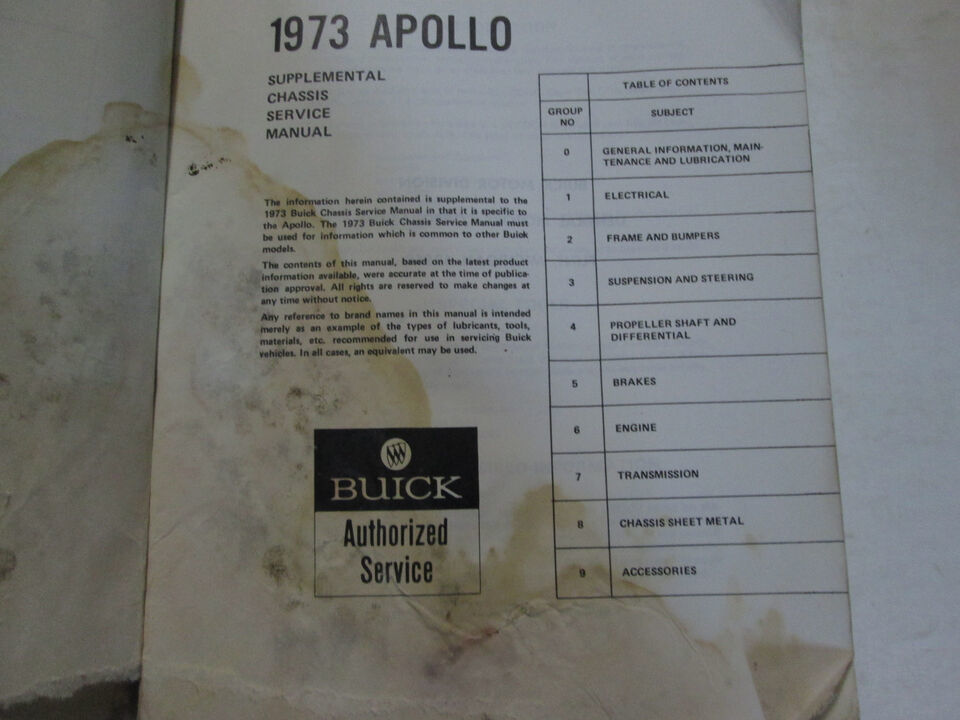 1973 APOLLO
SUPPLEMENTAL
CHASSIS
SERVICE
MANUAL
The information herein contained is supplemental to the
1973 Buick Chassis Service Manual in that it is specific to
the Apollo. The 1973 Buick Chassis Service Manual must
be used for information which is common to other Buick
models.
The contents of this manual, based on the latest product
information available, were accurate at the time of publica-
tion approval. All rights are reserved to make changes at
any time without notice.
Any reference to brand names in this manual is intended
merely as an example of the types of lubricants, tools,
materials, etc. recommended for use in servicing Buick
vehicles. In all cases, an equivalent may be used.
BUICK
Authorized
Service
TABLE OF CONTENTS
GROUP
NO
SUBJECT
0
GENERAL INFORMATION, MAIN-
TENANCE AND LUBRICATION
1
ELECTRICAL
2
FRAME AND BUMPERS
3
SUSPENSION AND STEERING
4
PROPELLER SHAFT AND
DIFFERENTIAL
5
BRAKES
6
ENGINE
7
TRANSMISSION
8
CHASSIS SHEET METAL
9
ACCESSORIES